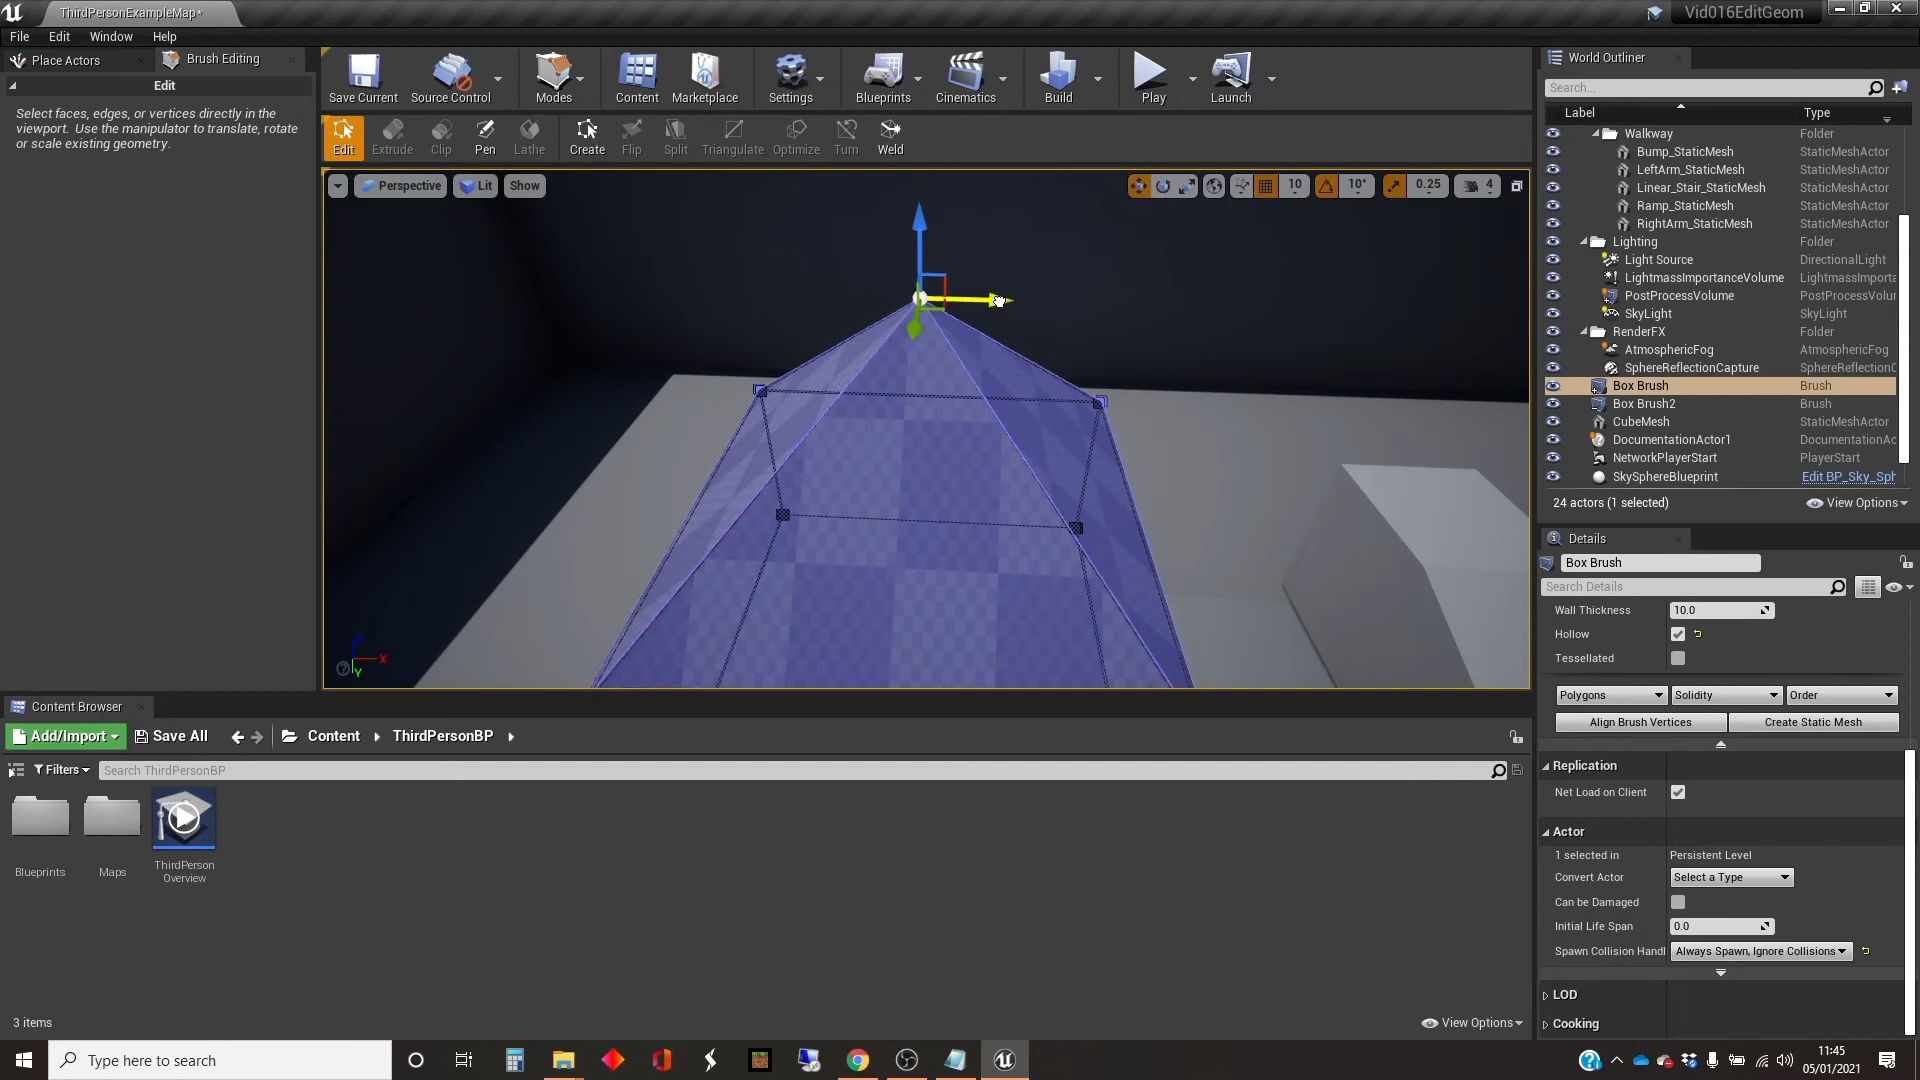 ThirdPersonExampleMap*
Vid016EditGeom
File Edit Window Help
Place Actors
Brush Editing
Edit
Select faces, edges, or vertices directly in the
viewport. Use the manipulator to translate, rotate
or scale existing geometry.
Save Current
Source Control
Modes
Content
Marketplace
Settings
Blueprints
Cinematics
Build
Play
Launch
Edit
Extrude
Clip
Pen
Lathe
Create
Flip
Split
Triangulate
Optimize
Turn
Weld
Perspective
Lit
Show
10
10°
0.25
4
X
Y
World Outliner
Search...
Label
Type
Walkway Folder
Bump_StaticMesh StaticMeshActor
LeftArm_StaticMesh StaticMeshActor
Linear_Stair_StaticMesh StaticMeshActor
Ramp_StaticMesh StaticMeshActor
RightArm_StaticMesh StaticMeshActor
Lighting Folder
Light Source DirectionalLight
LightmassImportanceVolume LightmassImporta
PostProcessVolume PostProcessVolu
SkyLight SkyLight
RenderFX Folder
AtmosphericFog AtmosphericFog
SphereReflectionCapture SphereReflectionC
Box Brush Brush
Box Brush2 Brush
CubeMesh StaticMeshActor
DocumentationActor1 DocumentationAc
NetworkPlayerStart PlayerStart
SkySphereBlueprint Edit BP_Sky_Sph
24 actors (1 selected)
View Options
Details
Box Brush
Search Details
Wall Thickness 10.0
Hollow
Tessellated
Polygons
Solidity
Order
Align Brush Vertices
Create Static Mesh
Replication
Net Load on Client
Actor
1 selected in Persistent Level
Convert Actor Select a Type
Can be Damaged
Initial Life Span 0.0
Spawn Collision Handl Always Spawn, Ignore Collisions
LOD
Cooking
Content Browser
Add/Import
Save All
Content
ThirdPersonBP
Filters
Search ThirdPersonBP
Blueprints
Maps
ThirdPerson
Overview
3 items
View Options
Type here to search
11:45
05/01/2021